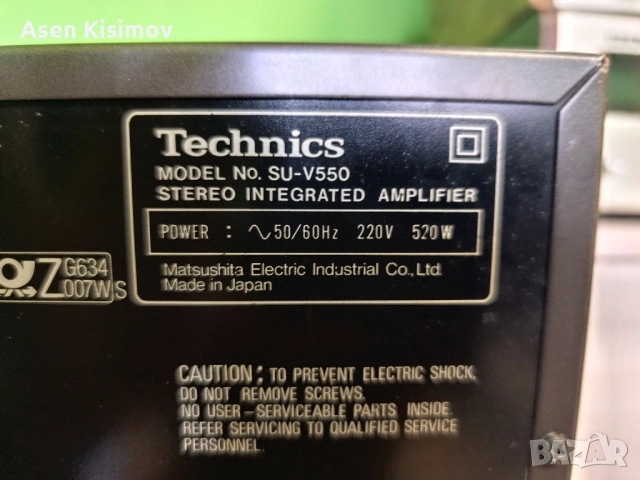 Asen Kisimov
Technics
MODEL No. SU-V550
STEREO INTEGRATED AMPLIFIER
POWER : ∿50/60Hz 220V 520W
Matsushita Electric Industrial Co., Ltd.
Made in Japan
Z G634
007WS
CAUTION: TO PREVENT ELECTRIC SHOCK,
DO NOT REMOVE SCREWS.
NO USER-SERVICEABLE PARTS INSIDE.
REFER SERVICING TO QUALIFIED SERVICE
PERSONNEL.
BAZAR